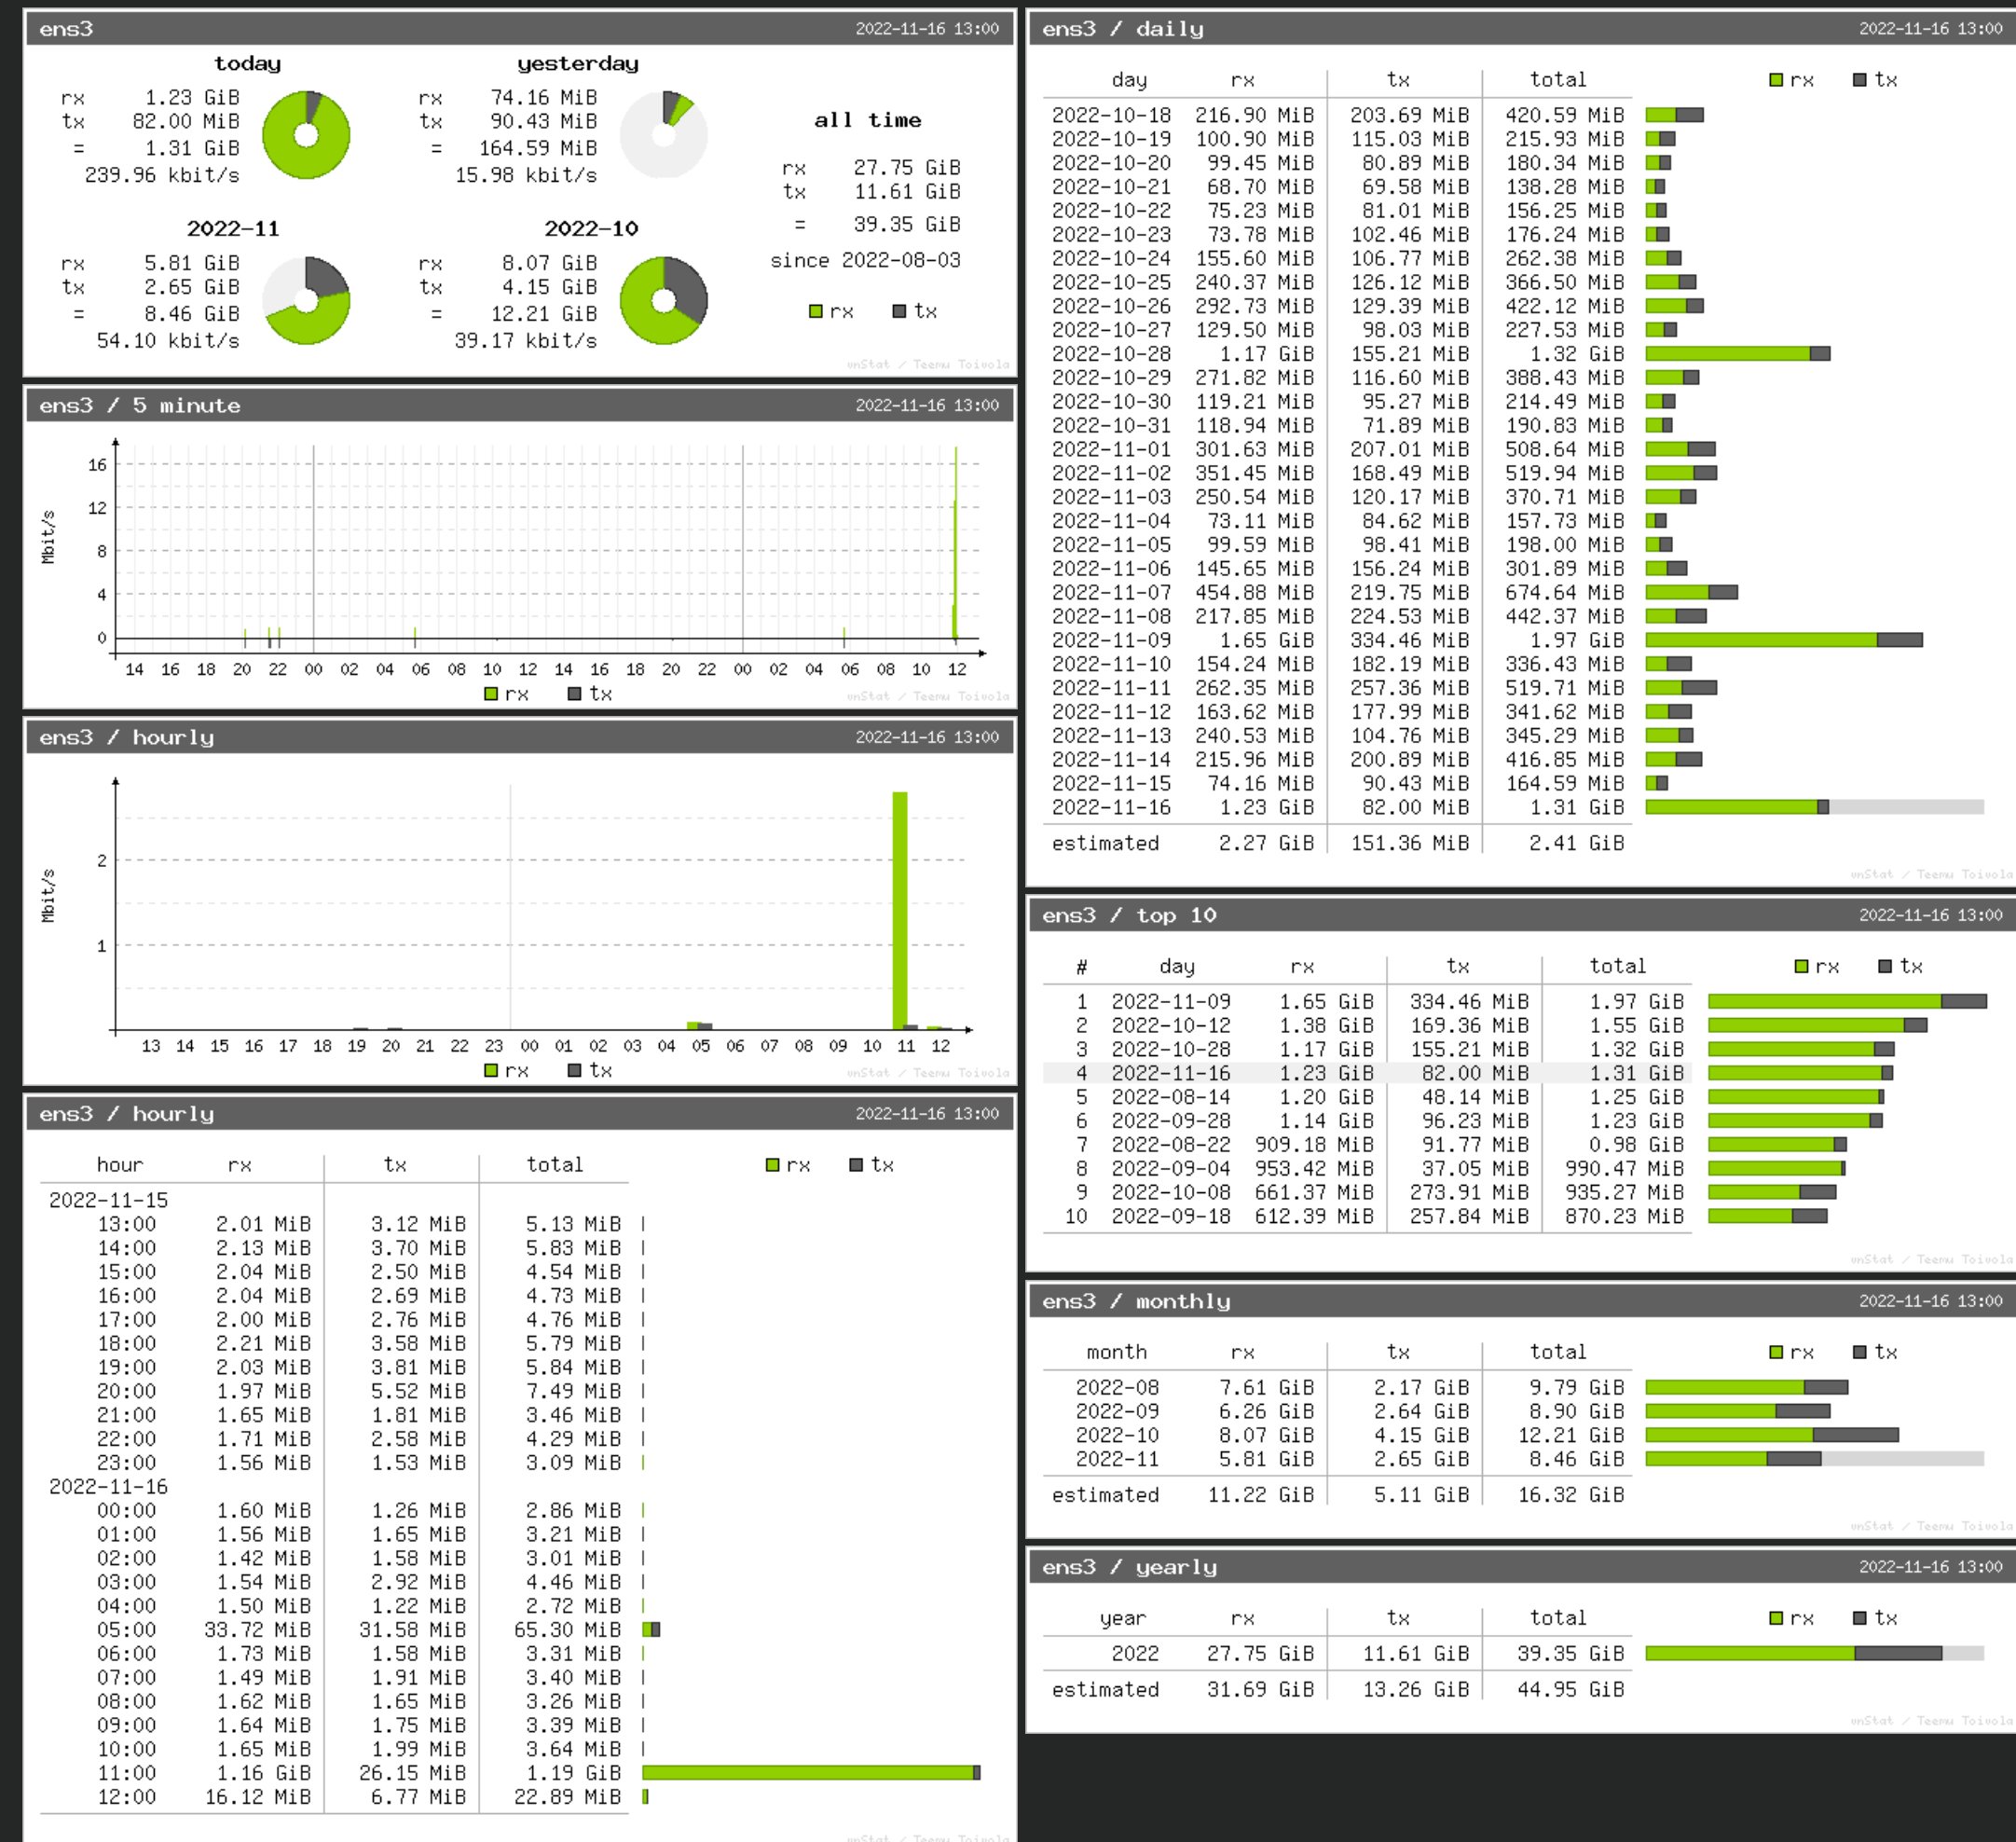 ens3 2022-11-16 13:00
today yesterday
rx 1.23 GiB rx 74.16 MiB
tx 82.00 MiB tx 90.43 MiB
= 1.31 GiB = 164.59 MiB
239.96 kbit/s 15.98 kbit/s
2022-11 2022-10
rx 5.81 GiB rx 8.07 GiB
tx 2.65 GiB tx 4.15 GiB
= 8.46 GiB = 12.21 GiB
54.10 kbit/s 39.17 kbit/s
all time
rx 27.75 GiB
tx 11.61 GiB
= 39.35 GiB
since 2022-08-03
rx tx
vnStat / Teemu Toivola
ens3 / 5 minute 2022-11-16 13:00
Mbit/s
16
12
8
4
0
14 16 18 20 22 00 02 04 06 08 10 12 14 16 18 20 22 00 02 04 06 08 10 12
rx tx
vnStat / Teemu Toivola
ens3 / hourly 2022-11-16 13:00
Mbit/s
2
1
13 14 15 16 17 18 19 20 21 22 23 00 01 02 03 04 05 06 07 08 09 10 11 12
rx tx
vnStat / Teemu Toivola
ens3 / hourly 2022-11-16 13:00
hour rx tx total rx tx
2022-11-15
13:00 2.01 MiB 3.12 MiB 5.13 MiB
14:00 2.13 MiB 3.70 MiB 5.83 MiB
15:00 2.04 MiB 2.50 MiB 4.54 MiB
16:00 2.04 MiB 2.69 MiB 4.73 MiB
17:00 2.00 MiB 2.76 MiB 4.76 MiB
18:00 2.21 MiB 3.58 MiB 5.79 MiB
19:00 2.03 MiB 3.81 MiB 5.84 MiB
20:00 1.97 MiB 5.52 MiB 7.49 MiB
21:00 1.65 MiB 1.81 MiB 3.46 MiB
22:00 1.71 MiB 2.58 MiB 4.29 MiB
23:00 1.56 MiB 1.53 MiB 3.09 MiB
2022-11-16
00:00 1.60 MiB 1.26 MiB 2.86 MiB
01:00 1.56 MiB 1.65 MiB 3.21 MiB
02:00 1.42 MiB 1.58 MiB 3.01 MiB
03:00 1.54 MiB 2.92 MiB 4.46 MiB
04:00 1.50 MiB 1.22 MiB 2.72 MiB
05:00 33.72 MiB 31.58 MiB 65.30 MiB
06:00 1.73 MiB 1.58 MiB 3.31 MiB
07:00 1.49 MiB 1.91 MiB 3.40 MiB
08:00 1.62 MiB 1.65 MiB 3.26 MiB
09:00 1.64 MiB 1.75 MiB 3.39 MiB
10:00 1.65 MiB 1.99 MiB 3.64 MiB
11:00 1.16 GiB 26.15 MiB 1.19 GiB
12:00 16.12 MiB 6.77 MiB 22.89 MiB
vnStat / Teemu Toivola
ens3 / daily 2022-11-16 13:00
day rx tx total rx tx
2022-10-18 216.90 MiB 203.69 MiB 420.59 MiB
2022-10-19 100.90 MiB 115.03 MiB 215.93 MiB
2022-10-20 99.45 MiB 80.89 MiB 180.34 MiB
2022-10-21 68.70 MiB 69.58 MiB 138.28 MiB
2022-10-22 75.23 MiB 81.01 MiB 156.25 MiB
2022-10-23 73.78 MiB 102.46 MiB 176.24 MiB
2022-10-24 155.60 MiB 106.77 MiB 262.38 MiB
2022-10-25 240.37 MiB 126.12 MiB 366.50 MiB
2022-10-26 292.73 MiB 129.39 MiB 422.12 MiB
2022-10-27 129.50 MiB 98.03 MiB 227.53 MiB
2022-10-28 1.17 GiB 155.21 MiB 1.32 GiB
2022-10-29 271.82 MiB 116.60 MiB 388.43 MiB
2022-10-30 119.21 MiB 95.27 MiB 214.49 MiB
2022-10-31 118.94 MiB 71.89 MiB 190.83 MiB
2022-11-01 301.63 MiB 207.01 MiB 508.64 MiB
2022-11-02 351.45 MiB 168.49 MiB 519.94 MiB
2022-11-03 250.54 MiB 120.17 MiB 370.71 MiB
2022-11-04 73.11 MiB 84.62 MiB 157.73 MiB
2022-11-05 99.59 MiB 98.41 MiB 198.00 MiB
2022-11-06 145.65 MiB 156.24 MiB 301.89 MiB
2022-11-07 454.88 MiB 219.75 MiB 674.64 MiB
2022-11-08 217.85 MiB 224.53 MiB 442.37 MiB
2022-11-09 1.65 GiB 334.46 MiB 1.97 GiB
2022-11-10 154.24 MiB 182.19 MiB 336.43 MiB
2022-11-11 262.35 MiB 257.36 MiB 519.71 MiB
2022-11-12 163.62 MiB 177.99 MiB 341.62 MiB
2022-11-13 240.53 MiB 104.76 MiB 345.29 MiB
2022-11-14 215.96 MiB 200.89 MiB 416.85 MiB
2022-11-15 74.16 MiB 90.43 MiB 164.59 MiB
2022-11-16 1.23 GiB 82.00 MiB 1.31 GiB
estimated 2.27 GiB 151.36 MiB 2.41 GiB
vnStat / Teemu Toivola
ens3 / top 10 2022-11-16 13:00
# day rx tx total rx tx
1 2022-11-09 1.65 GiB 334.46 MiB 1.97 GiB
2 2022-10-12 1.38 GiB 169.36 MiB 1.55 GiB
3 2022-10-28 1.17 GiB 155.21 MiB 1.32 GiB
4 2022-11-16 1.23 GiB 82.00 MiB 1.31 GiB
5 2022-08-14 1.20 GiB 48.14 MiB 1.25 GiB
6 2022-09-28 1.14 GiB 96.23 MiB 1.23 GiB
7 2022-08-22 909.18 MiB 91.77 MiB 0.98 GiB
8 2022-09-04 953.42 MiB 37.05 MiB 990.47 MiB
9 2022-10-08 661.37 MiB 273.91 MiB 935.27 MiB
10 2022-09-18 612.39 MiB 257.84 MiB 870.23 MiB
vnStat / Teemu Toivola
ens3 / monthly 2022-11-16 13:00
month rx tx total rx tx
2022-08 7.61 GiB 2.17 GiB 9.79 GiB
2022-09 6.26 GiB 2.64 GiB 8.90 GiB
2022-10 8.07 GiB 4.15 GiB 12.21 GiB
2022-11 5.81 GiB 2.65 GiB 8.46 GiB
estimated 11.22 GiB 5.11 GiB 16.32 GiB
vnStat / Teemu Toivola
ens3 / yearly 2022-11-16 13:00
year rx tx total rx tx
2022 27.75 GiB 11.61 GiB 39.35 GiB
estimated 31.69 GiB 13.26 GiB 44.95 GiB
vnStat / Teemu Toivola